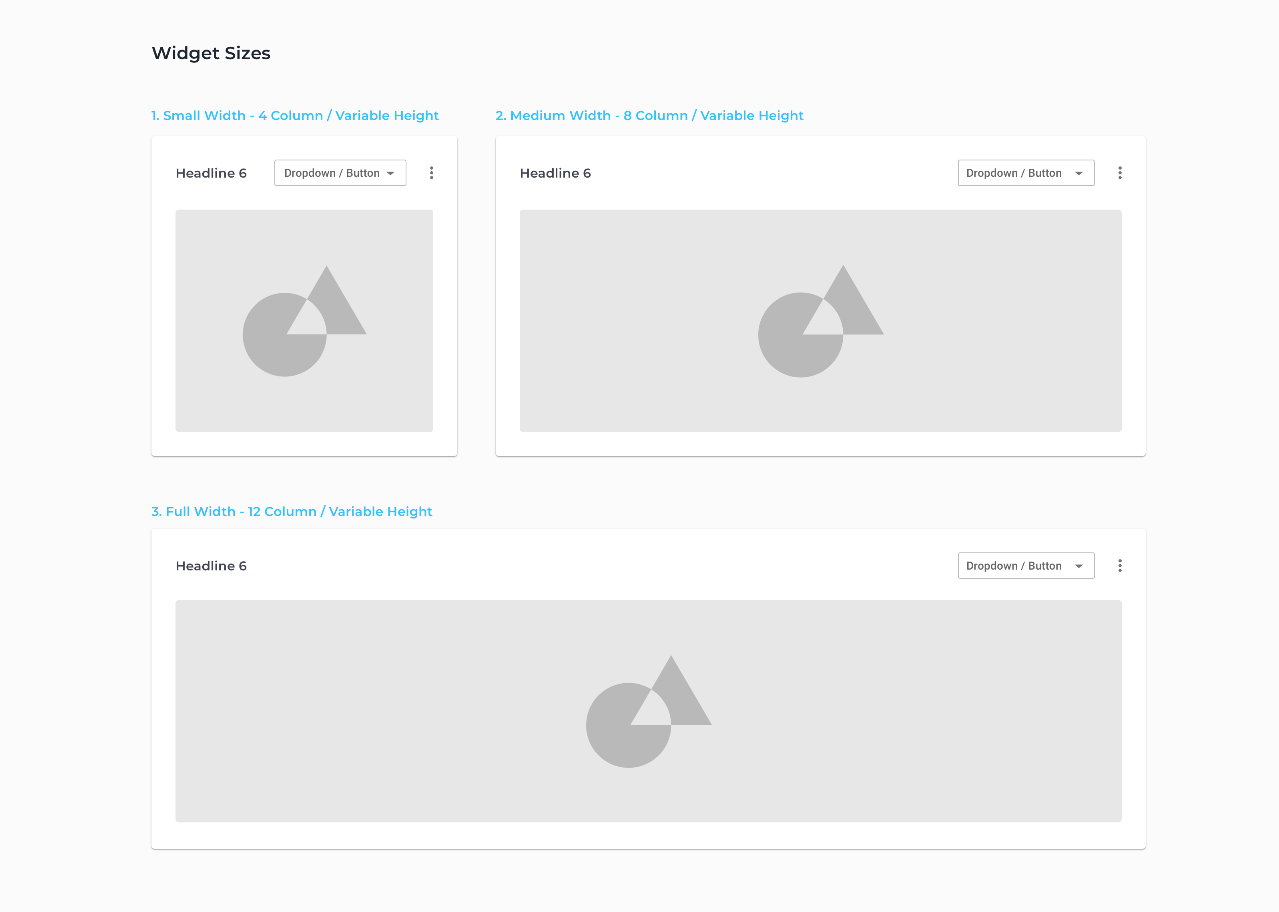 Widget Sizes
1. Small Width - 4 Column / Variable Height
2. Medium Width - 8 Column / Variable Height
Headline 6
Dropdown / Button
Headline 6
Dropdown / Button
3. Full Width - 12 Column / Variable Height
Headline 6
Dropdown / Button